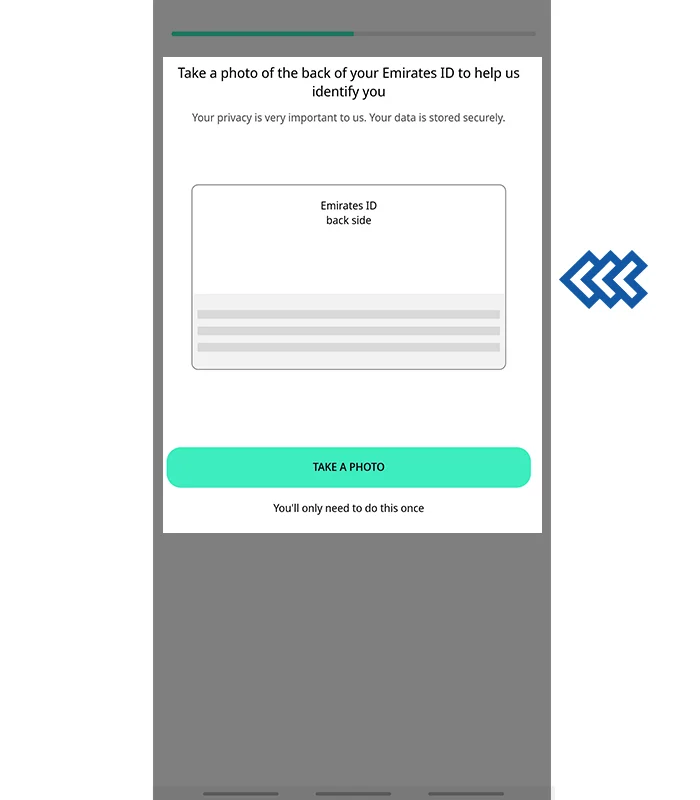 Take a photo of the back of your Emirates ID to help us
identify you
Your privacy is very important to us. Your data is stored securely.
Emirates ID
back side
TAKE A PHOTO
You'll only need to do this once